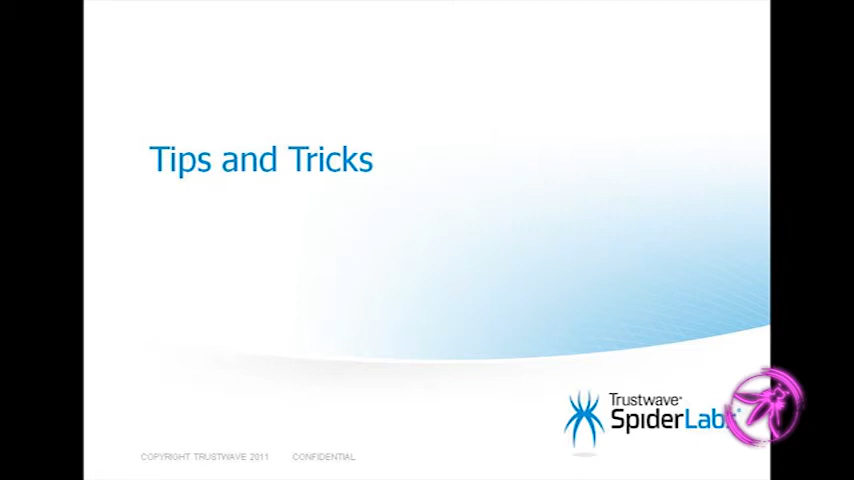 Tips and Tricks
Trustwave®
SpiderLabs®
COPYRIGHT TRUSTWAVE 2011 CONFIDENTIAL